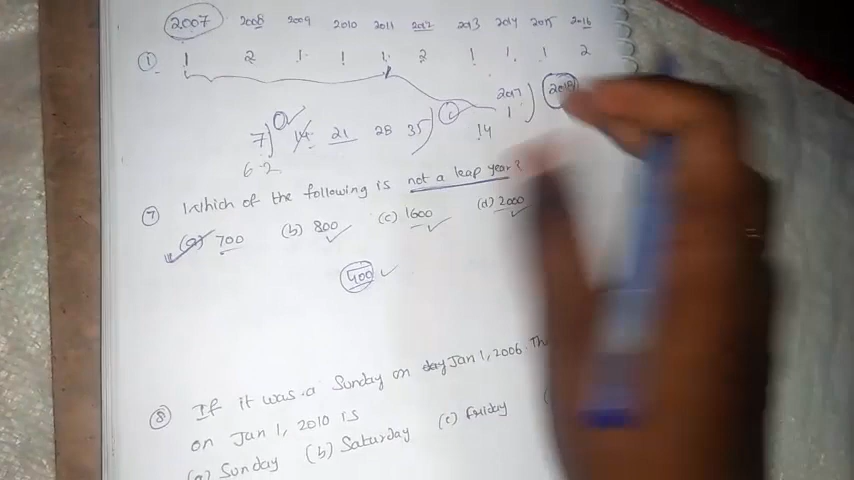 2007 2008 2009 2010 2011 2012 2013 2014 2015 2016
① 1 2 1 1 1 2 1 1 1 2
2017 2018
1
7) 0 14 21 28 35) 14
6-2
⑦ Which of the following is not a leap year?
(a) 700 (b) 800 (c) 1600 (d) 2000
400
⑧ If it was a Sunday on day Jan 1, 2006. Th
on Jan 1, 2010 is
(a) Sunday (b) Saturday (c) Friday